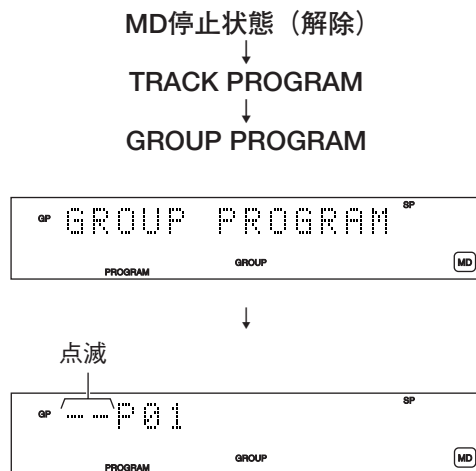 MD停止状態（解除）
↓
TRACK PROGRAM
↓
GROUP PROGRAM
SP
GP GROUP PROGRAM
PROGRAM GROUP MD
↓
点滅
SP
GP --P01
PROGRAM GROUP MD